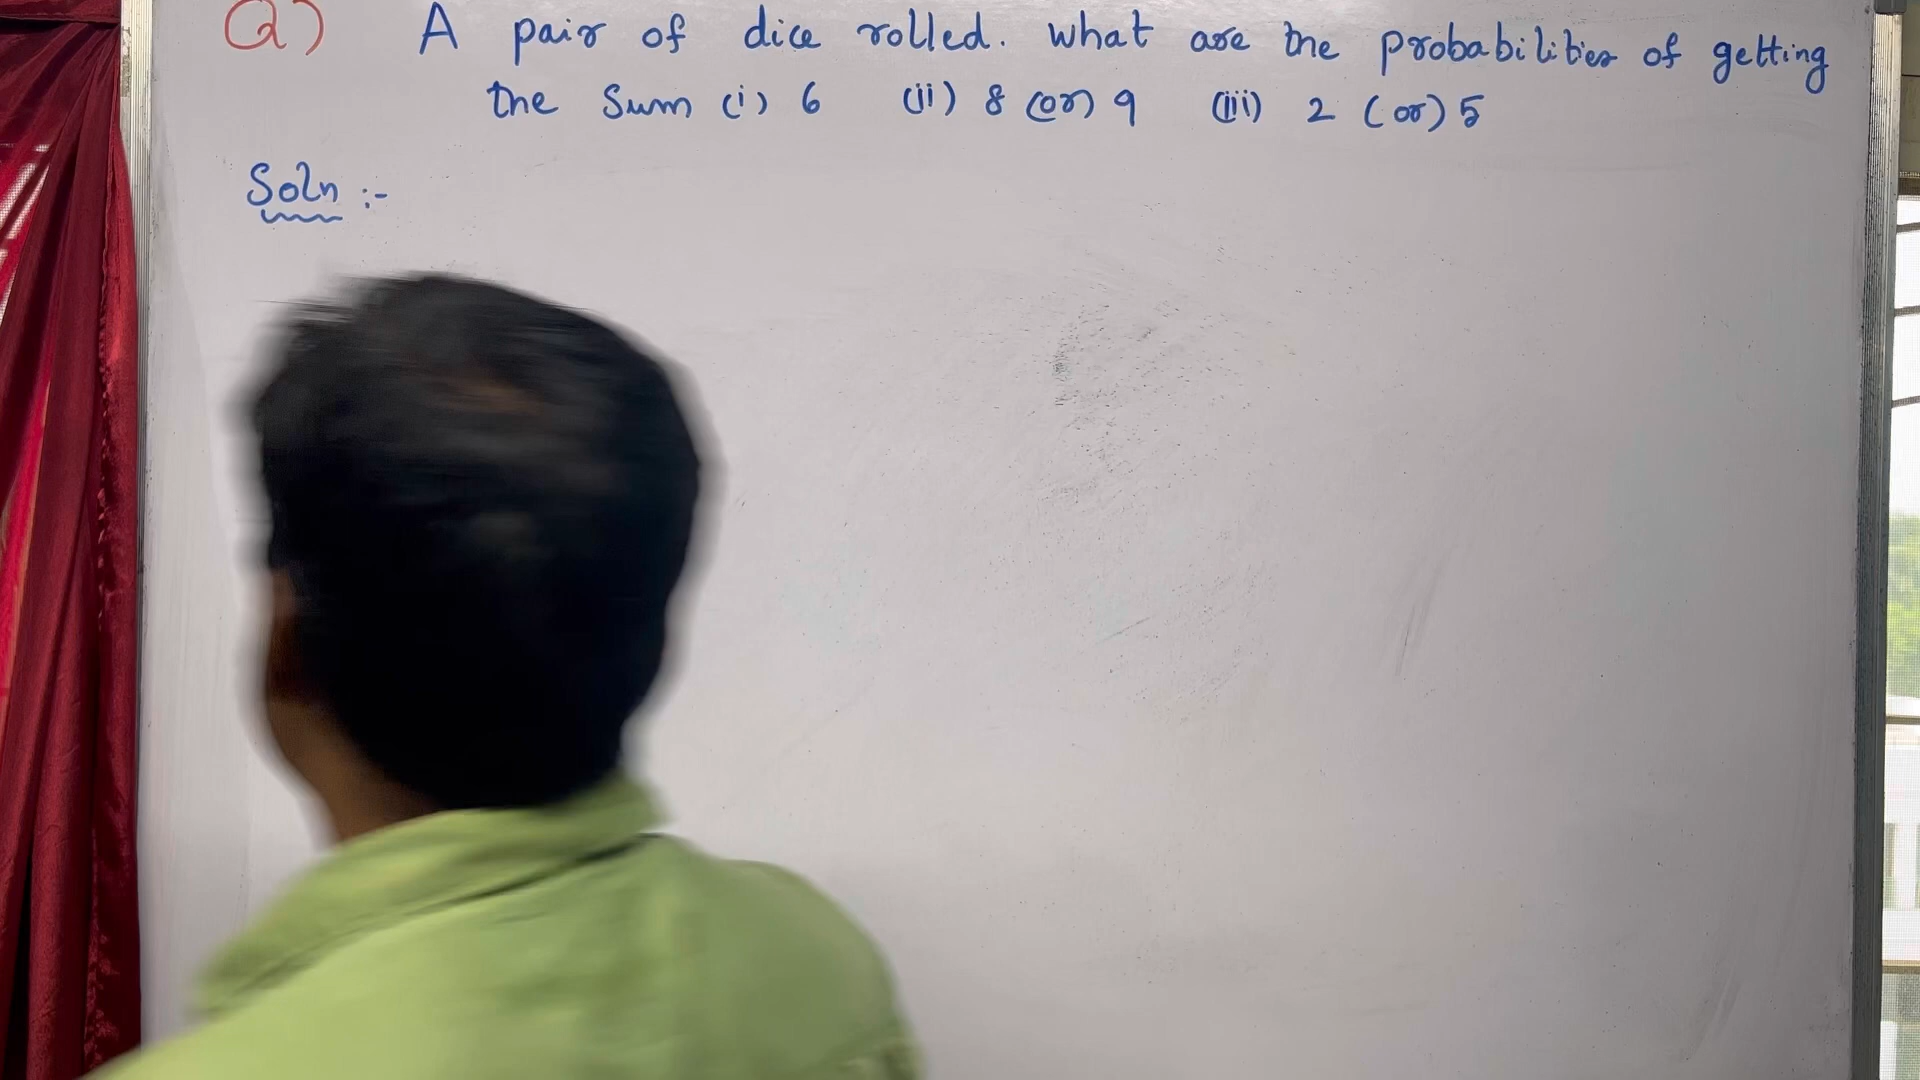 Q) A pair of dice rolled. What are the probabilities of getting
the Sum (i) 6 (ii) 8 (or) 9 (iii) 2 (or) 5
Soln :-